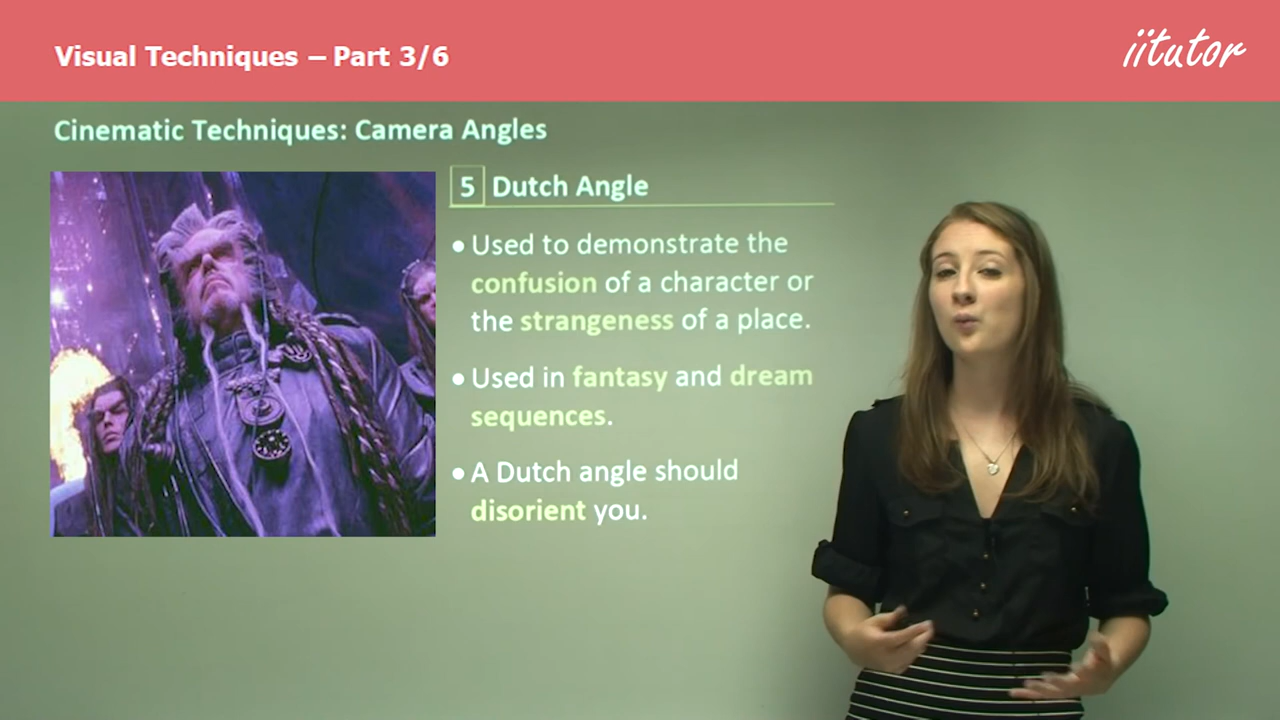 Visual Techniques – Part 3/6
iitutor
Cinematic Techniques: Camera Angles
5 Dutch Angle
• Used to demonstrate the
confusion of a character or
the strangeness of a place.
• Used in fantasy and dream
sequences.
• A Dutch angle should
disorient you.